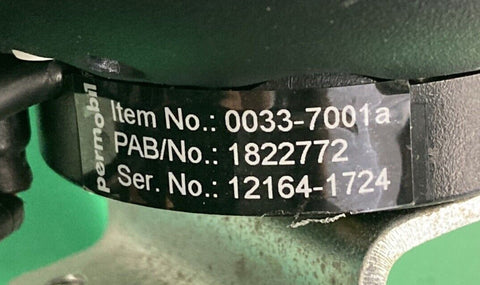 permobil
Item No.: 0033-7001a
PAB/No.: 1822772
Ser. No.: 12164-1724